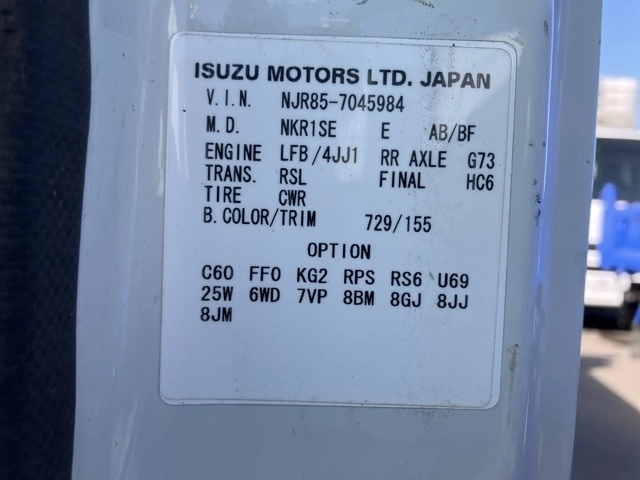 ISUZU MOTORS LTD. JAPAN
V.I.N. NJR85-7045984
M.D. NKR1SE E AB/BF
ENGINE LFB/4JJ1 RR AXLE G73
TRANS. RSL FINAL HC6
TIRE CWR
B.COLOR/TRIM 729/155
OPTION
C60 FF0 KG2 RPS RS6 U69
25W 6WD 7VP 8BM 8GJ 8JJ
8JM